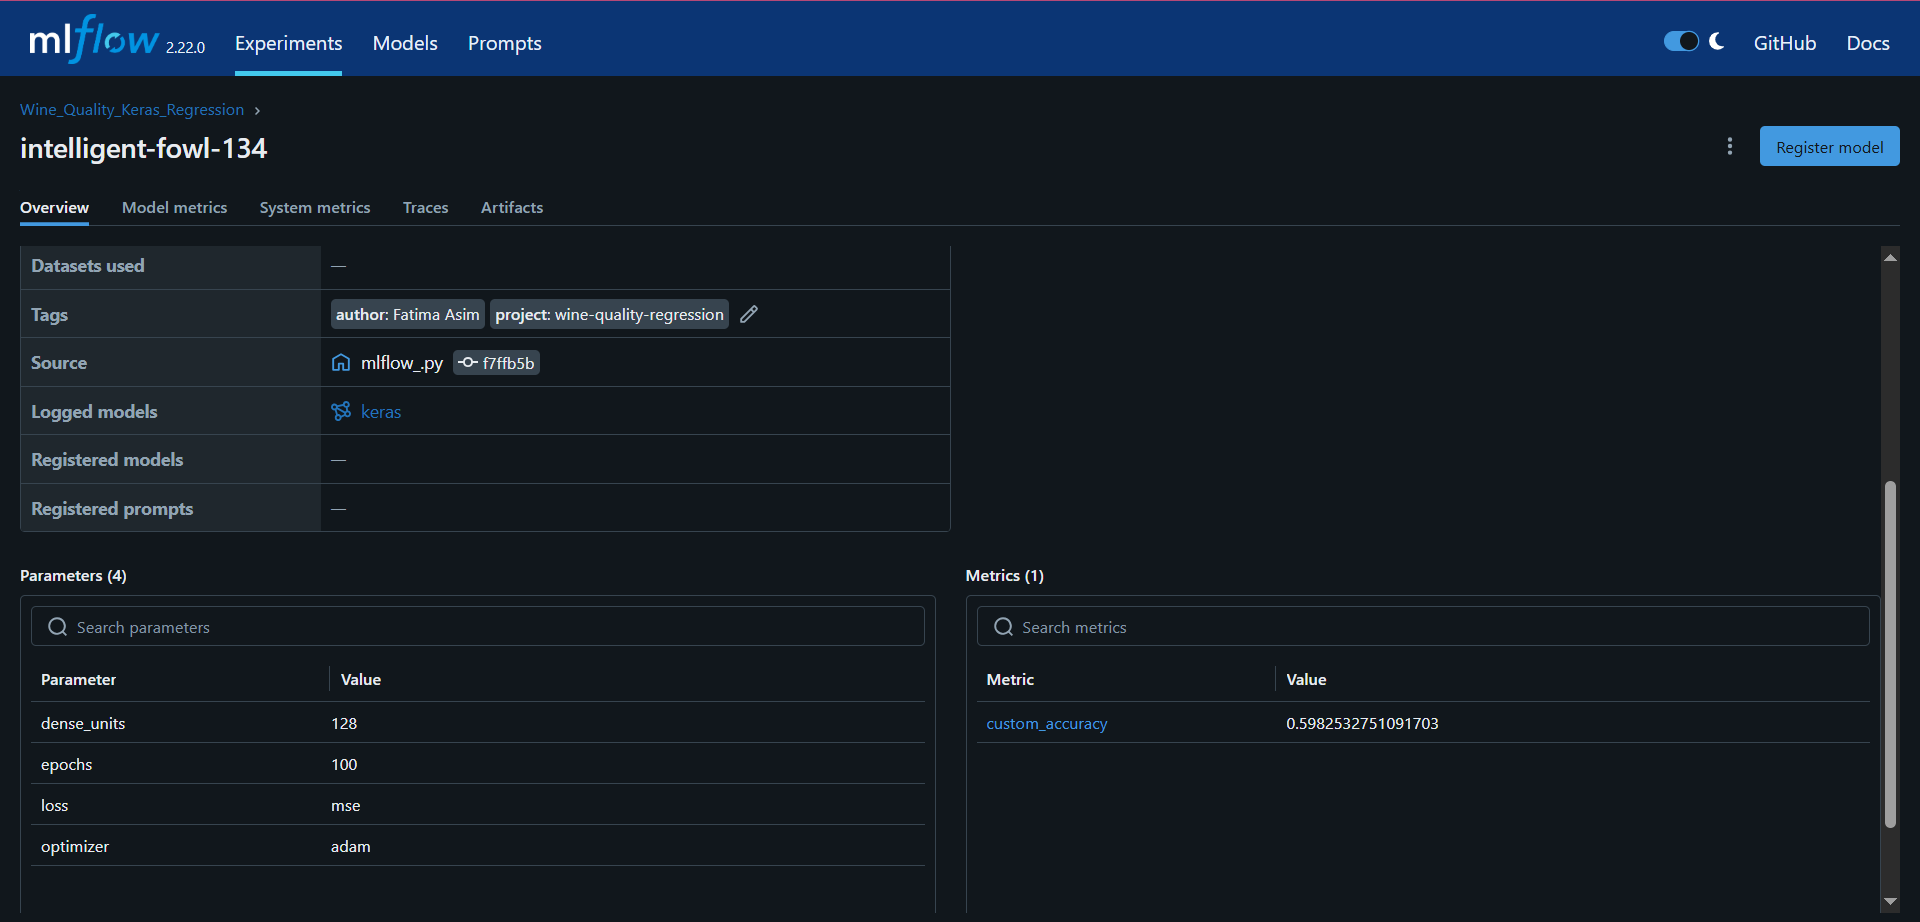 mlflow 2.22.0 Experiments Models Prompts GitHub Docs
Wine_Quality_Keras_Regression ›
intelligent-fowl-134
Register model
Overview Model metrics System metrics Traces Artifacts
Datasets used —
Tags author: Fatima Asim project: wine-quality-regression
Source mlflow_.py f7ffb5b
Logged models keras
Registered models —
Registered prompts —
Parameters (4)
Search parameters
Parameter Value
dense_units 128
epochs 100
loss mse
optimizer adam
Metrics (1)
Search metrics
Metric Value
custom_accuracy 0.5982532751091703